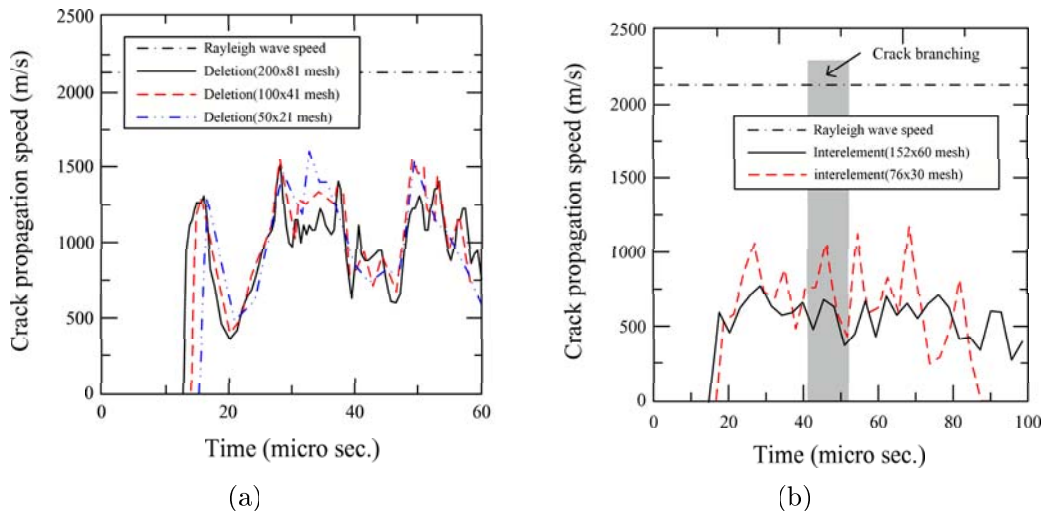 2500
2000
1500
1000
500
0
Crack propagation speed (m/s)
Rayleigh wave speed
Deletion(200x81 mesh)
Deletion(100x41 mesh)
Deletion(50x21 mesh)
0
20
40
60
Time (micro sec.)
(a)
2500
2000
1500
1000
500
0
Crack propagation speed (m/s)
Crack branching
Rayleigh wave speed
Interelement(152x60 mesh)
interelement(76x30 mesh)
0
20
40
60
80
100
Time (micro sec.)
(b)